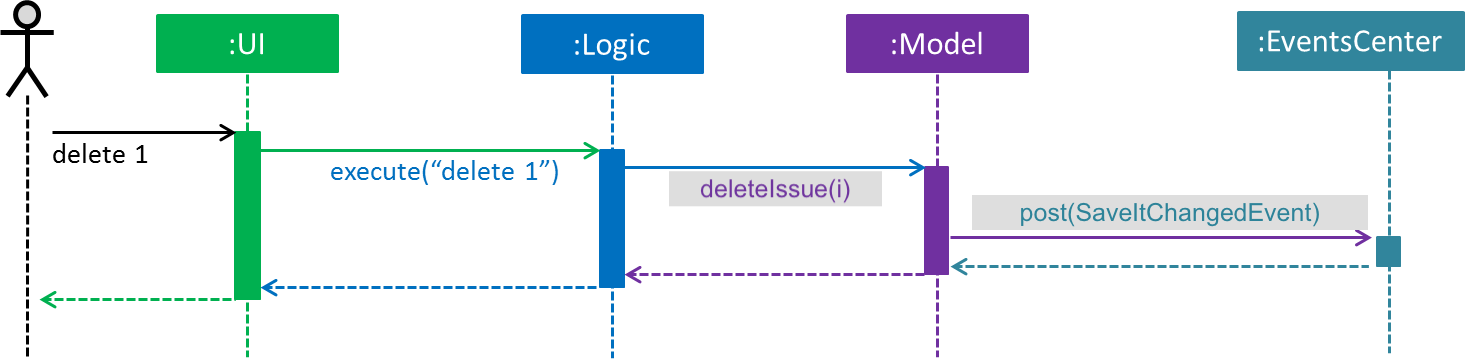 :UI
:Logic
:Model
:EventsCenter
delete 1
execute(“delete 1”)
deleteIssue(i)
post(SaveItChangedEvent)